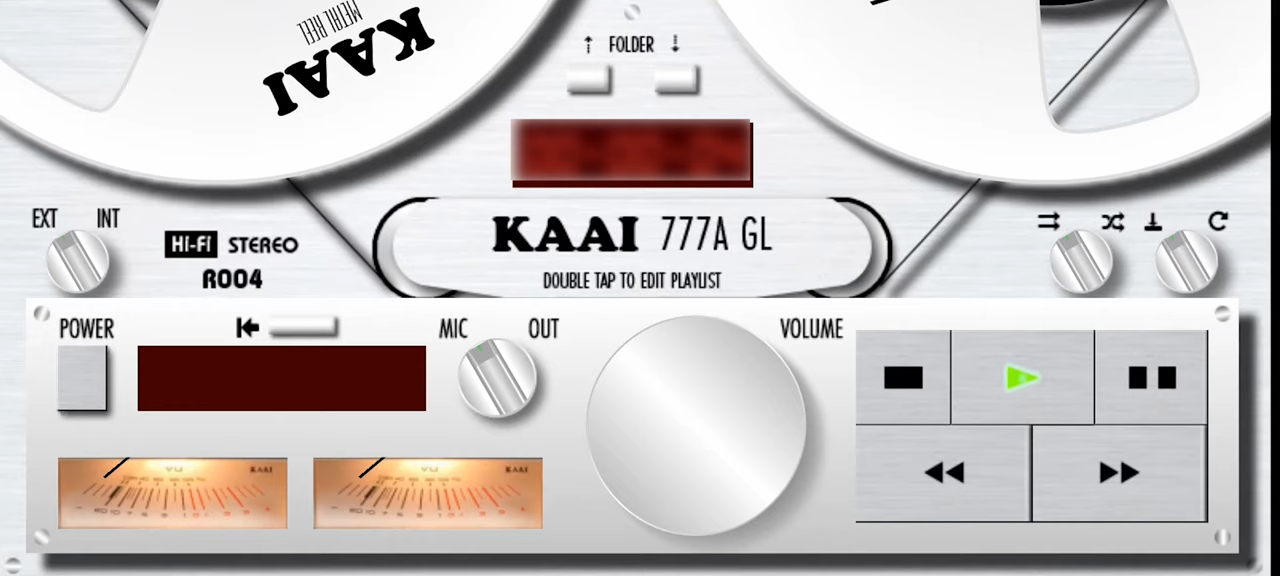 KAAI
METAL REEL
FOLDER
EXT INT
Hi-Fi STEREO
R004
KAAI 777A GL
DOUBLE TAP TO EDIT PLAYLIST
POWER
MIC OUT
VOLUME
VU KAAI
VU KAAI